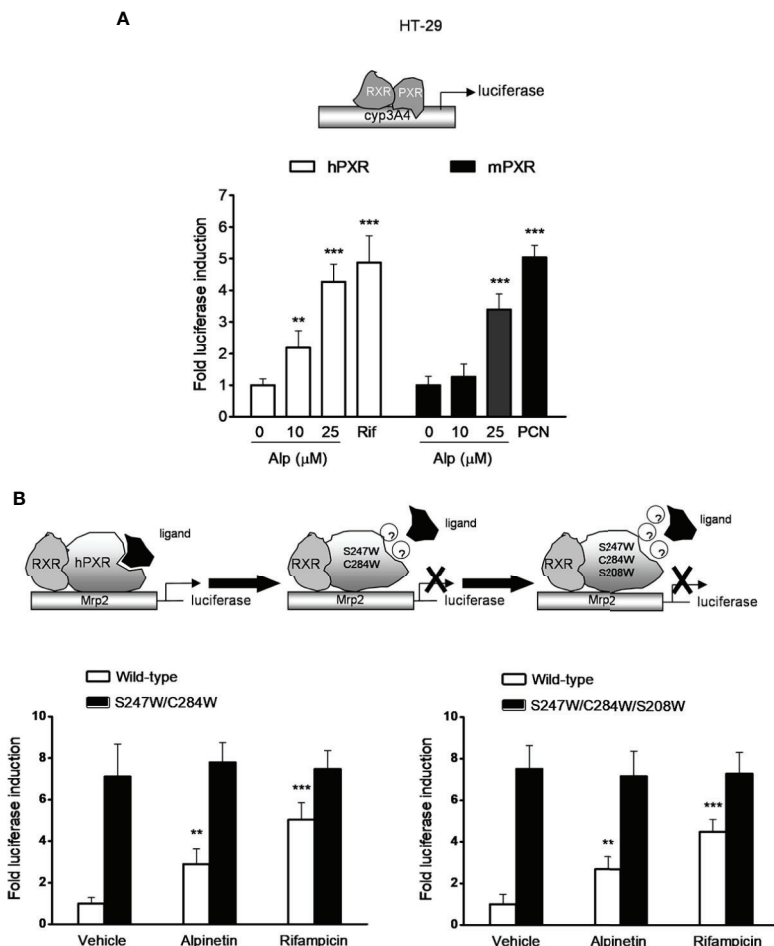 A
HT-29
RXR
PXR
cyp3A4
luciferase
hPXR
mPXR
Fold luciferase induction
7
6
5
4
3
2
1
0
**
***
***
***
***
0 10 25 Rif 0 10 25 PCN
Alp (μM) Alp (μM)
B
RXR
hPXR
ligand
Mrp2
luciferase
RXR
S247W
C284W
?
?
ligand
Mrp2
luciferase
RXR
S247W
C284W
S208W
?
?
?
ligand
Mrp2
luciferase
Wild-type
S247W/C284W
Fold luciferase induction
10
8
6
4
2
0
**
***
Vehicle Alpinetin Rifampicin
Wild-type
S247W/C284W/S208W
Fold luciferase induction
10
8
6
4
2
0
**
***
Vehicle Alpinetin Rifampicin